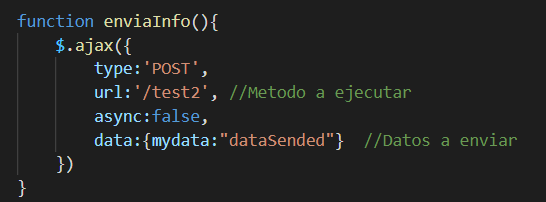 function enviaInfo(){
    $.ajax({
        type:'POST',
        url:'/test2', //Metodo a ejecutar
        async:false,
        data:{mydata:"dataSended"}  //Datos a enviar
    })
}